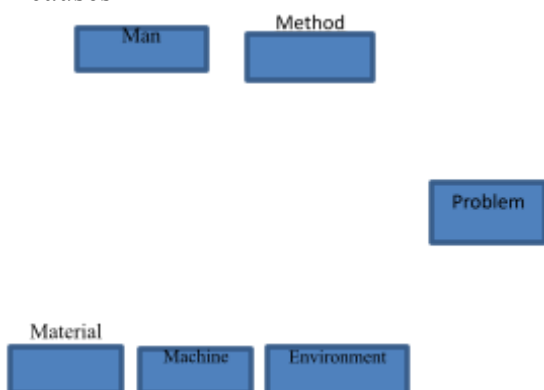 Method
Man
Problem
Material
Machine
Environment